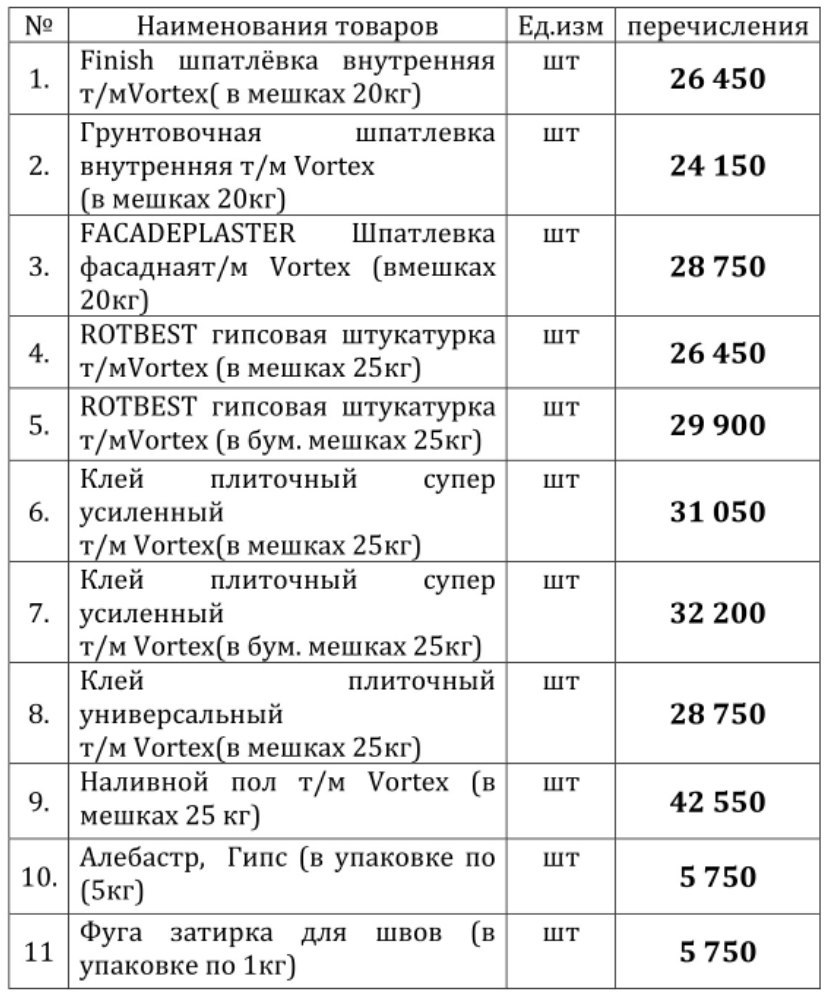 № Наименования товаров Ед.изм перечисления
1. Finish шпатлёвка внутренняя шт 26 450
т/мVortex( в мешках 20кг)
2. Грунтовочная шпатлевка шт 24 150
внутренняя т/м Vortex
(в мешках 20кг)
3. FACADEPLASTER Шпатлевка шт 28 750
фасаднаят/м Vortex (вмешках
20кг)
4. ROTBEST гипсовая штукатурка шт 26 450
т/мVortex (в мешках 25кг)
5. ROTBEST гипсовая штукатурка шт 29 900
т/мVortex (в бум. мешках 25кг)
6. Клей плиточный супер шт 31 050
усиленный
т/м Vortex(в мешках 25кг)
7. Клей плиточный супер шт 32 200
усиленный
т/м Vortex(в бум. мешках 25кг)
8. Клей плиточный шт 28 750
универсальный
т/м Vortex(в мешках 25кг)
9. Наливной пол т/м Vortex (в шт 42 550
мешках 25 кг)
10. Алебастр, Гипс (в упаковке по шт 5 750
(5кг)
11 Фуга затирка для швов (в шт 5 750
упаковке по 1кг)